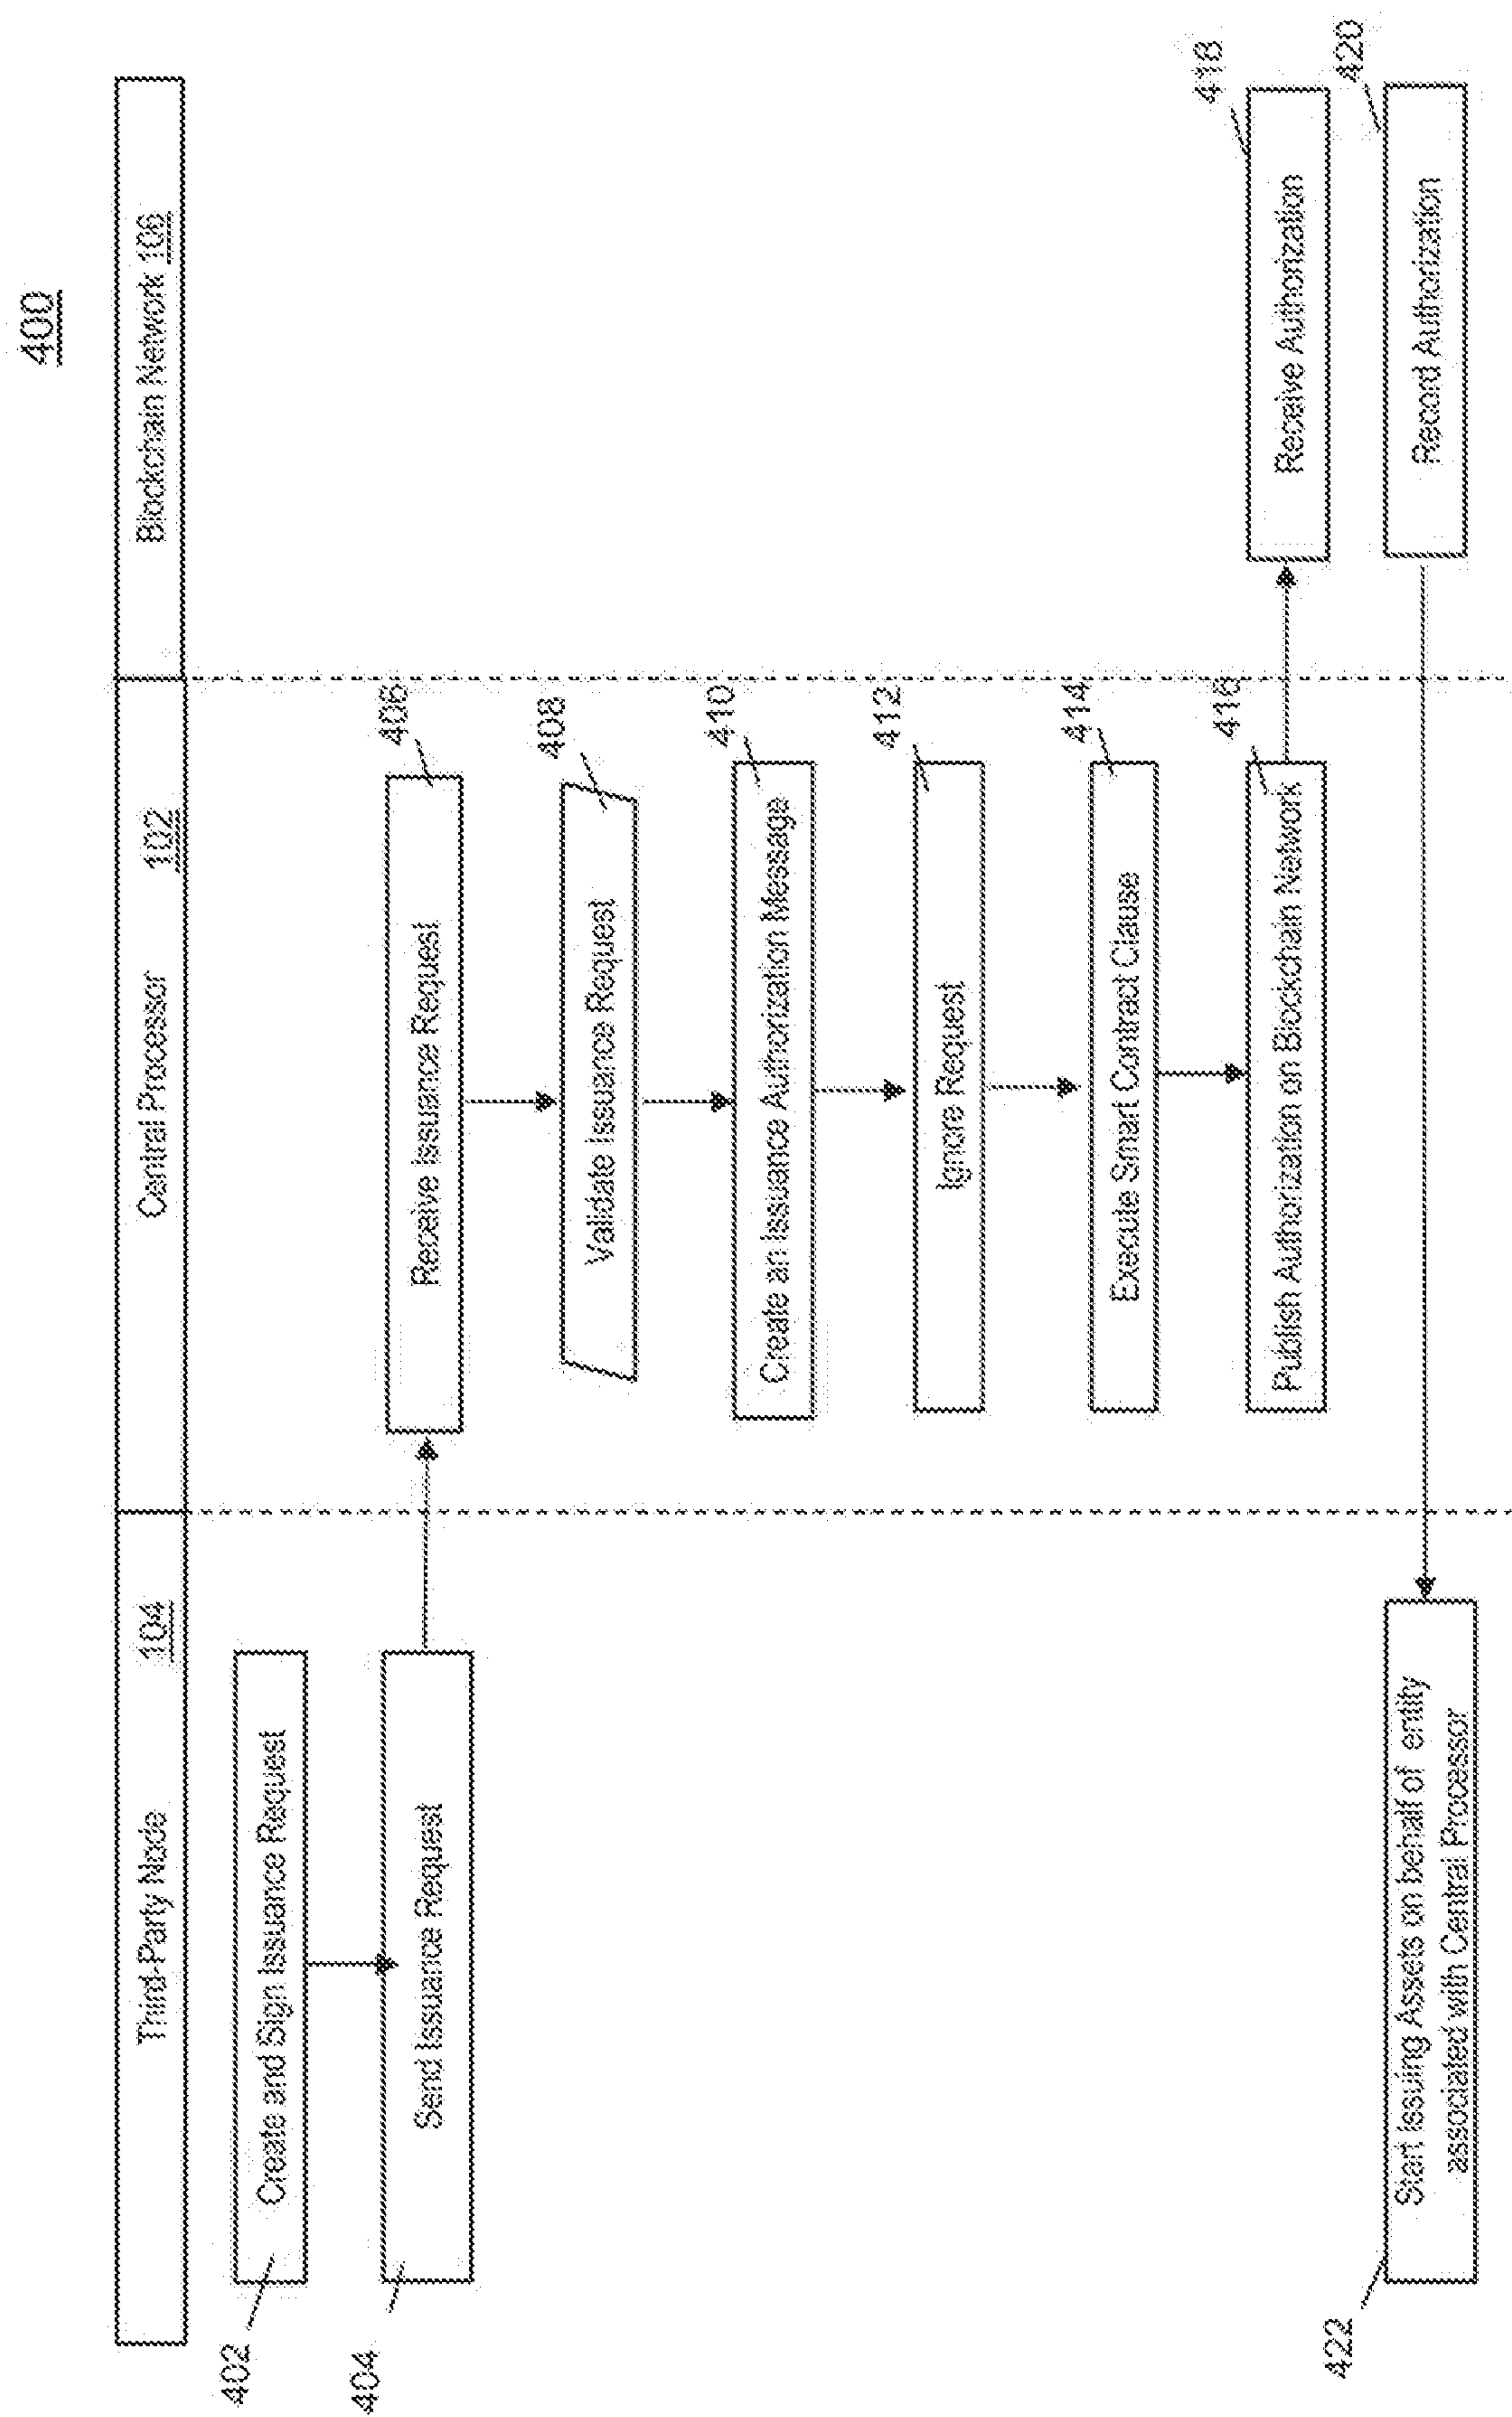 400
Third-Party Node 104
Central Processor 102
Blockchain Network 106
402
Create and Sign Issuance Request
404
Send Issuance Request
406
Receive Issuance Request
408
Validate Issuance Request
410
Create an Issuance Authorization Message
412
Ignore Request
414
Execute Smart Contract Clause
416
Publish Authorization on Blockchain Network
418
Receive Authorization
420
Record Authorization
422
Start Issuing Assets on behalf of entity
associated with Central Processor